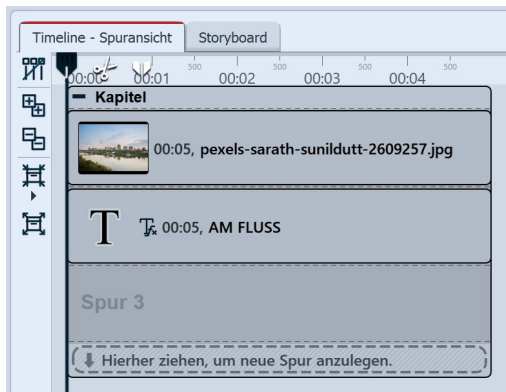 Timeline - Spuransicht Storyboard
500 500 500 500
00:00 00:01 00:02 00:03 00:04
Kapitel
00:05, pexels-sarath-sunildutt-2609257.jpg
T Tfx 00:05, AM FLUSS
Spur 3
Hierher ziehen, um neue Spur anzulegen.